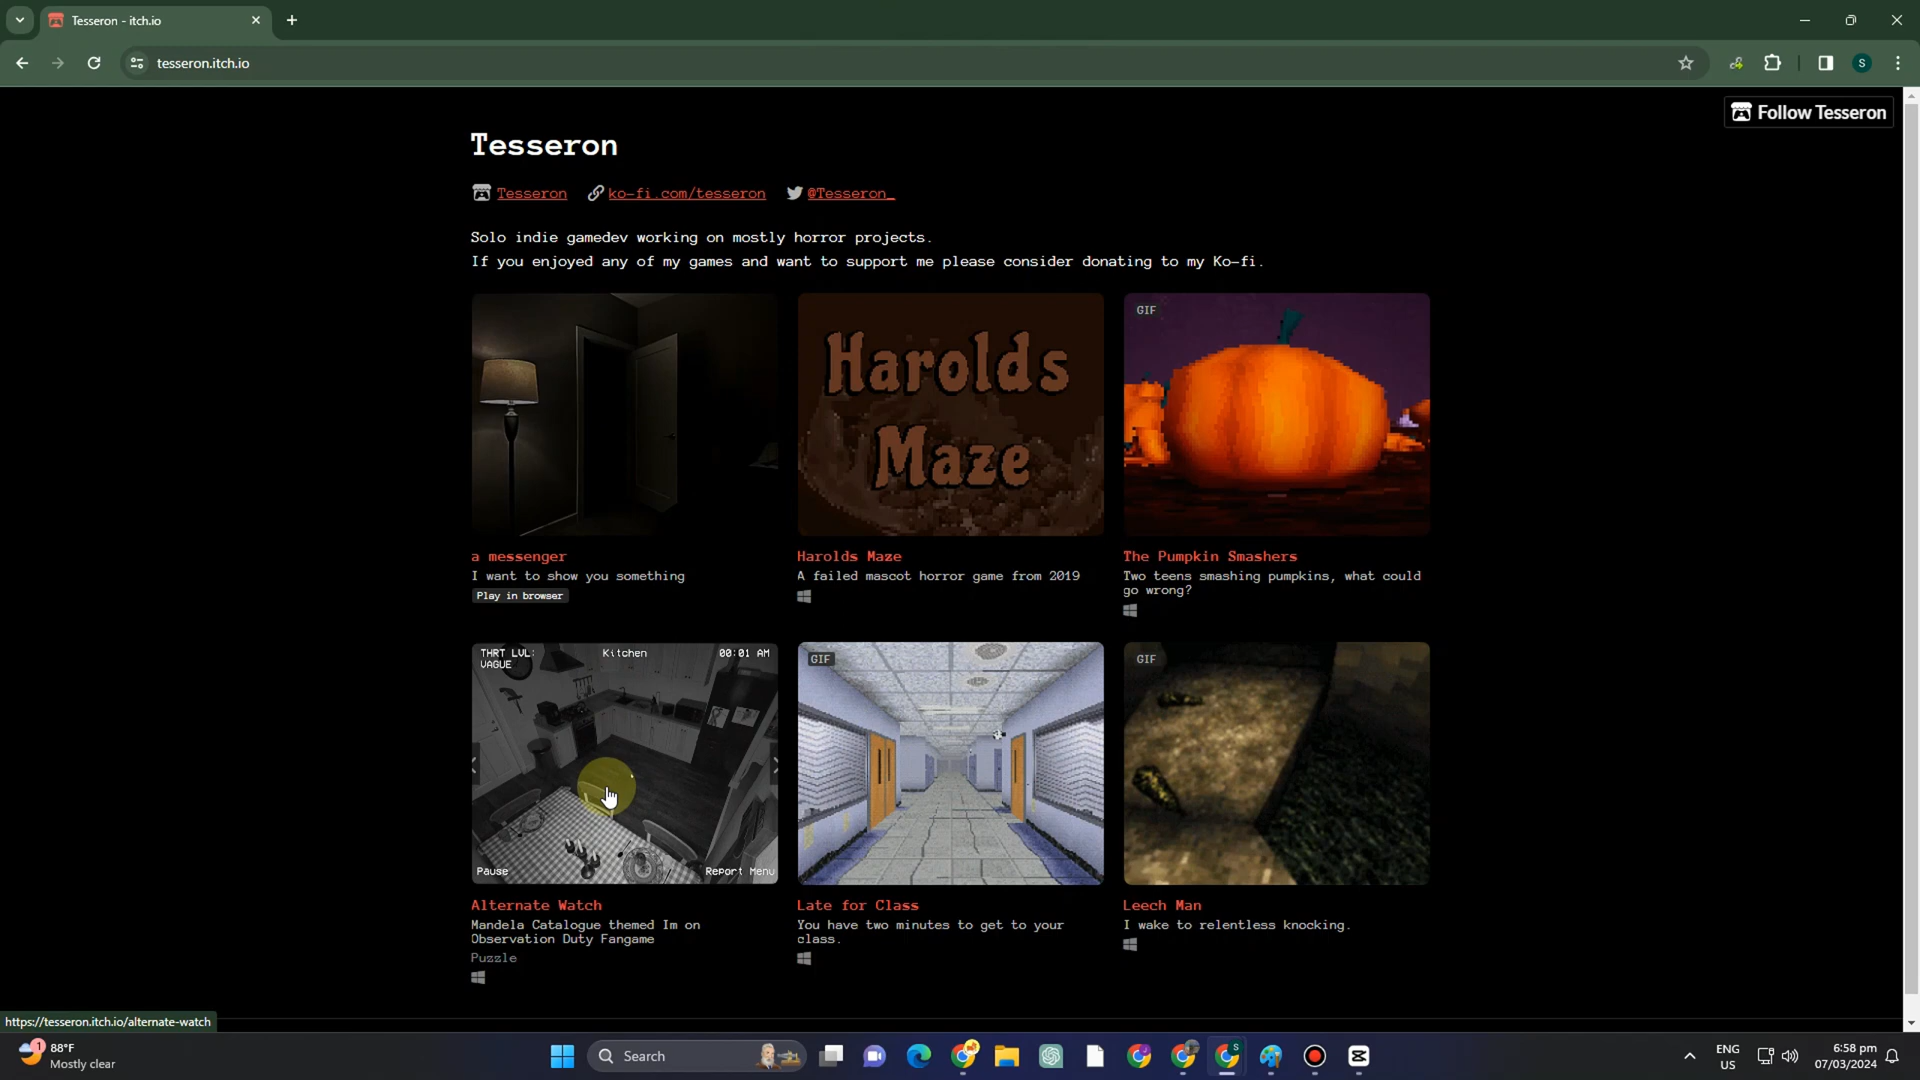 Tesseron - itch.io
tesseron.itch.io
S
Follow Tesseron
Tesseron
Tesseron ko-fi.com/tesseron @Tesseron_
Solo indie gamedev working on mostly horror projects.
If you enjoyed any of my games and want to support me please consider donating to my Ko-fi.
Harolds
Maze
GIF
a messenger
I want to show you something
Play in browser
Harolds Maze
A failed mascot horror game from 2019
The Pumpkin Smashers
Two teens smashing pumpkins, what could
go wrong?
THRT LVL: Kitchen 00:01 AM
VAGUE
Pause Report Menu
GIF
GIF
Alternate Watch
Mandela Catalogue themed Im on
Observation Duty Fangame
Puzzle
Late for Class
You have two minutes to get to your
class.
Leech Man
I wake to relentless knocking.
https://tesseron.itch.io/alternate-watch
1
88°F
Mostly clear
Search
S
ENG
US
6:58 pm
07/03/2024